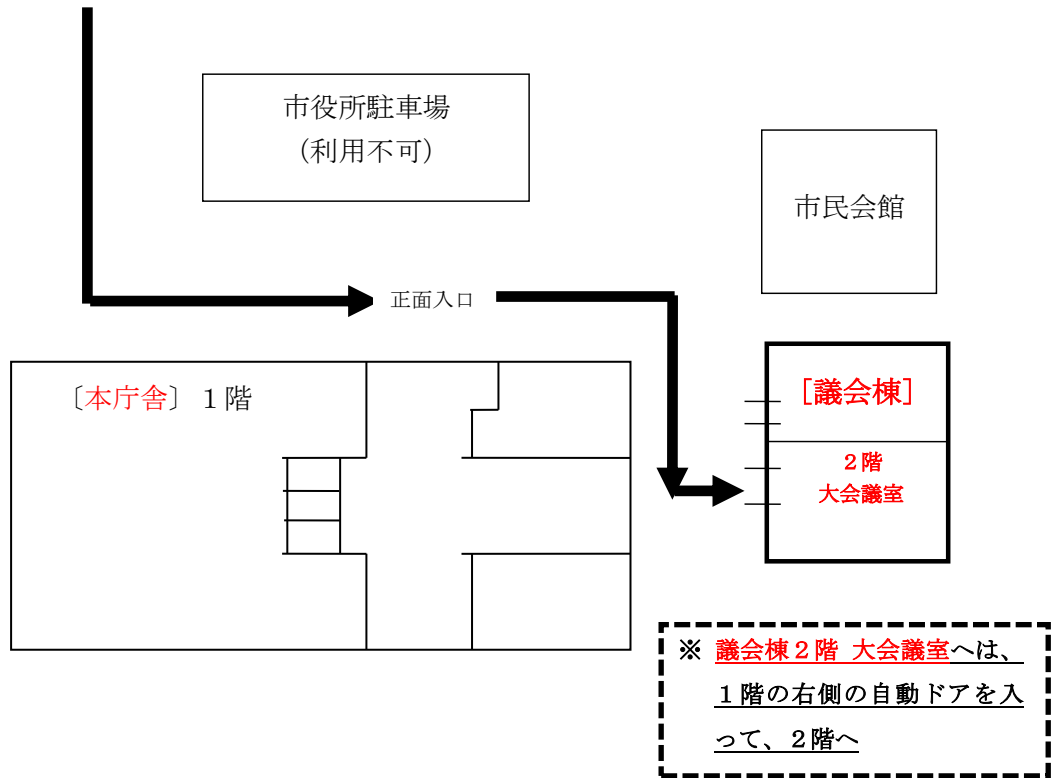 市役所駐車場
（利用不可）
市民会館
正面入口
〔本庁舎〕１階
［議会棟］
２階
大会議室
※ 議会棟２階 大会議室へは、
１階の右側の自動ドアを入
って、２階へ